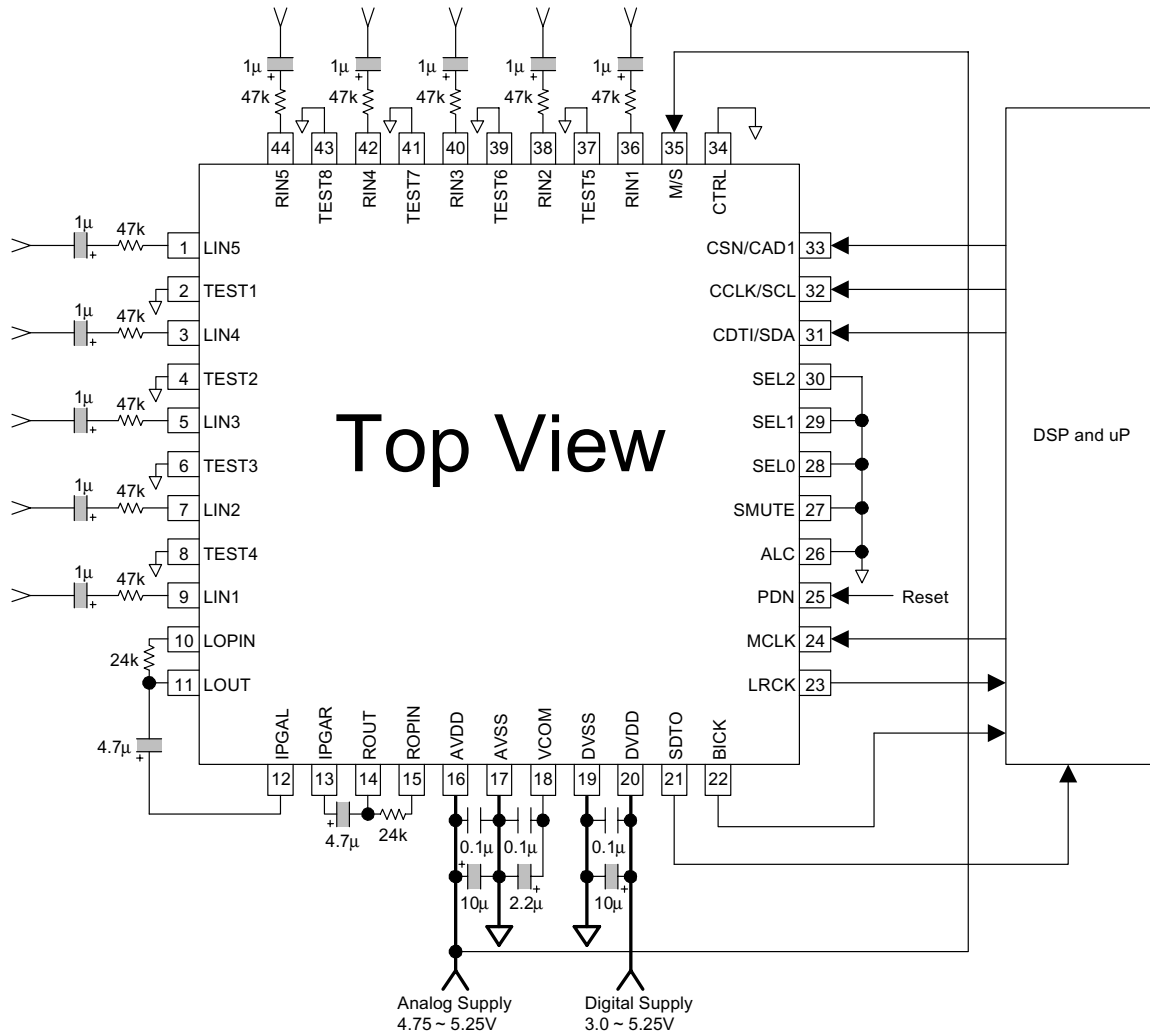 1µ 1µ 1µ 1µ 1µ
+ + + + +
47k 47k 47k 47k 47k
44 43 42 41 40 39 38 37 36 35 34
RIN5 TEST8 RIN4 TEST7 RIN3 TEST6 RIN2 TEST5 RIN1 M/S CTRL
1µ + 47k 1 LIN5
2 TEST1
1µ + 47k 3 LIN4
4 TEST2
1µ + 47k 5 LIN3
6 TEST3
1µ + 47k 7 LIN2
8 TEST4
1µ + 47k 9 LIN1
10 LOPIN
24k
11 LOUT
4.7µ +
Top View
CSN/CAD1 33
CCLK/SCL 32
CDTI/SDA 31
SEL2 30
SEL1 29
SEL0 28
SMUTE 27
ALC 26
PDN 25 Reset
MCLK 24
LRCK 23
DSP and uP
IPGAL IPGAR ROUT ROPIN AVDD AVSS VCOM DVSS DVDD SDTO BICK
12 13 14 15 16 17 18 19 20 21 22
+ 4.7µ 24k
0.1µ 0.1µ 0.1µ
+ + +
10µ 2.2µ 10µ
Analog Supply
4.75 ~ 5.25V
Digital Supply
3.0 ~ 5.25V